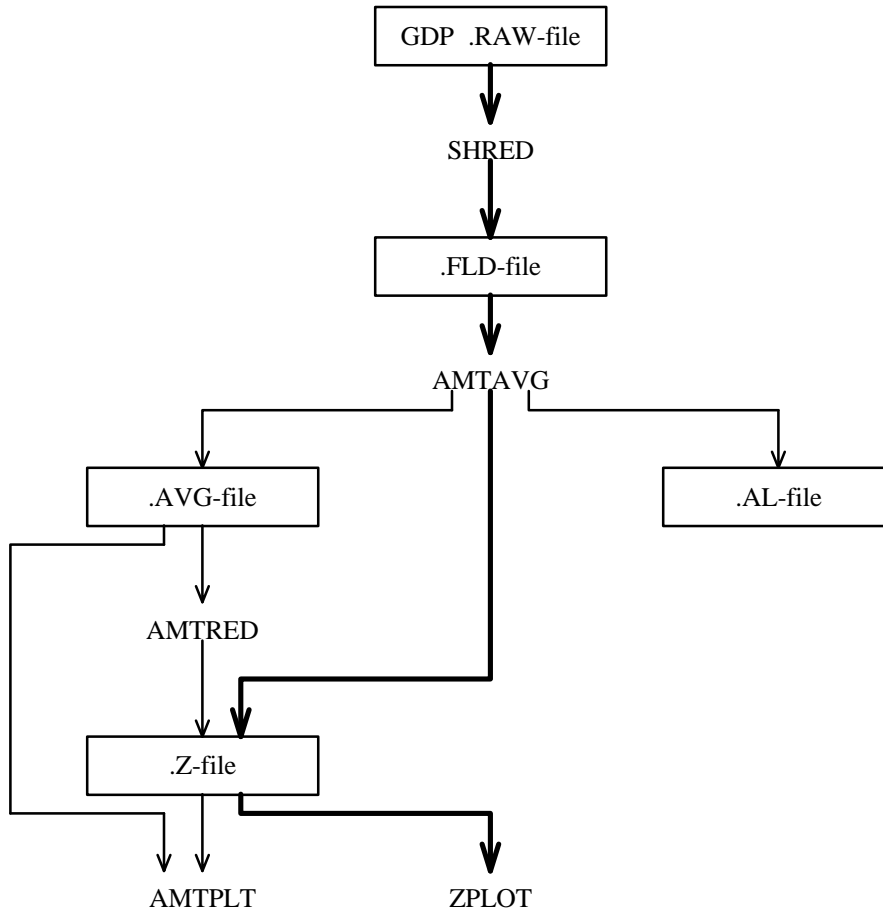 GDP .RAW-file
SHRED
.FLD-file
AMTAVG
.AVG-file
.AL-file
AMTRED
.Z-file
AMTPLT
ZPLOT